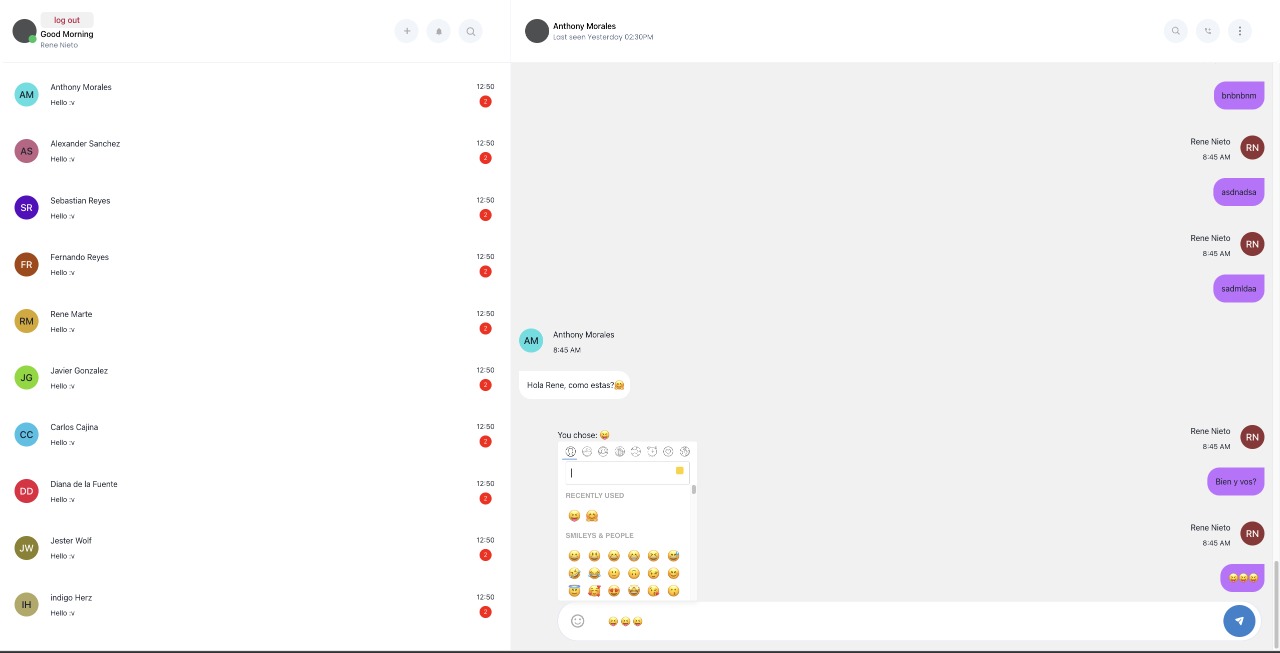 log out
Good Morning
Rene Nieto
AM
Anthony Morales
12:50
Hello :v
2
AS
Alexander Sanchez
12:50
Hello :v
2
SR
Sebastian Reyes
12:50
Hello :v
2
FR
Fernando Reyes
12:50
Hello :v
2
RM
Rene Marte
12:50
Hello :v
2
JG
Javier Gonzalez
12:50
Hello :v
2
CC
Carlos Cajina
12:50
Hello :v
2
DD
Diana de la Fuente
12:50
Hello :v
2
JW
Jester Wolf
12:50
Hello :v
2
IH
indigo Herz
12:50
Hello :v
2
Anthony Morales
Last seen Yesterday 02:30PM
bnbnbnm
Rene Nieto
8:45 AM
RN
asdnadsa
Rene Nieto
8:45 AM
RN
sadmldaa
AM
Anthony Morales
8:45 AM
Hola Rene, como estas?🤗
Rene Nieto
8:45 AM
RN
Bien y vos?
Rene Nieto
8:45 AM
RN
😝😝😝
You chose: 😝
RECENTLY USED
SMILEYS & PEOPLE
😝😝😝